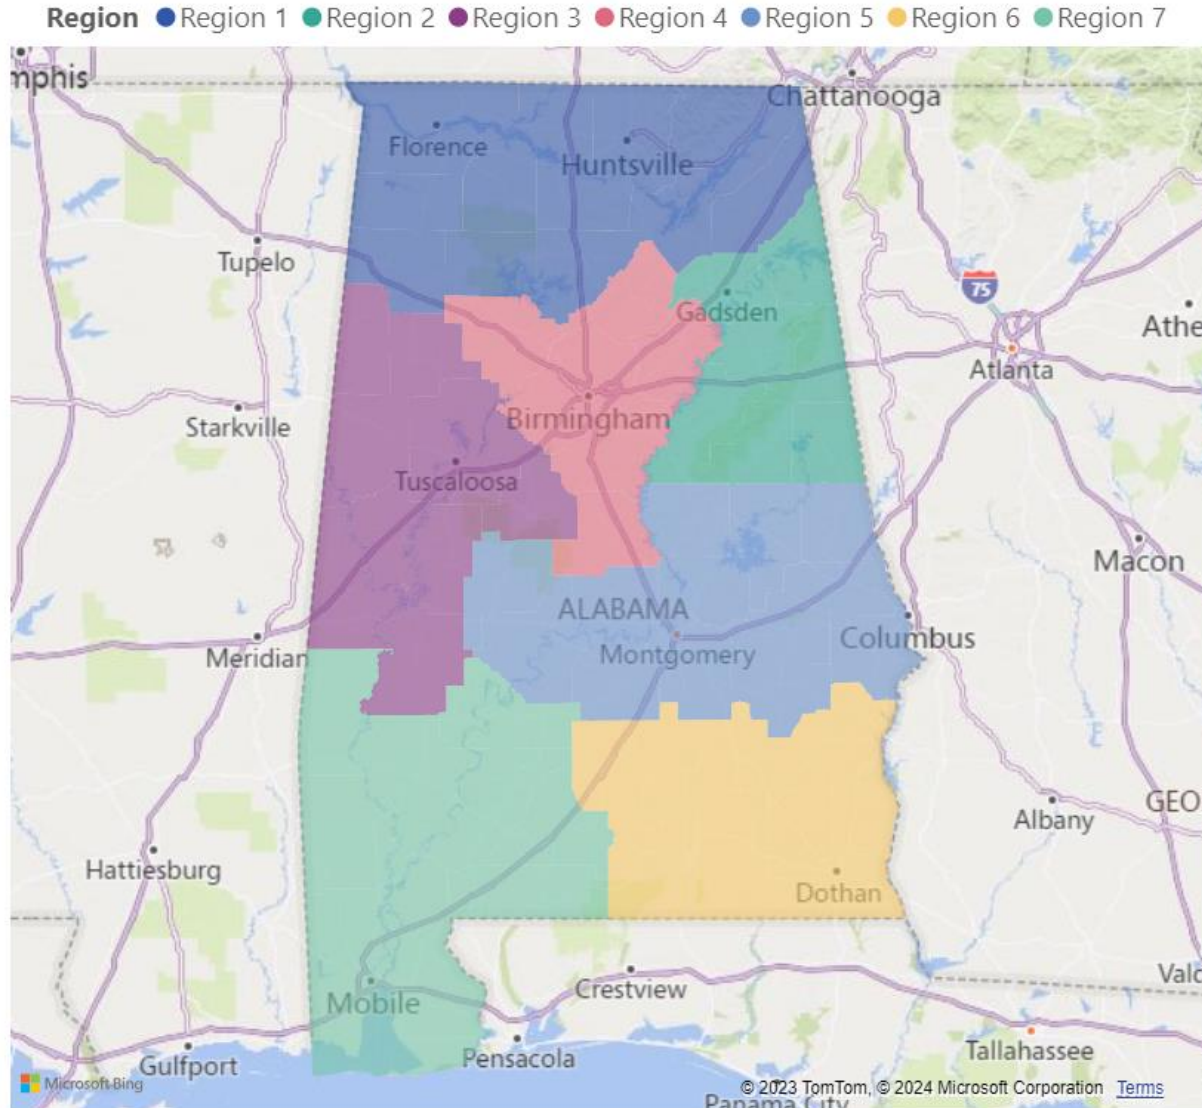 Region Region 1 Region 2 Region 3 Region 4 Region 5 Region 6 Region 7
mphis
Chattanooga
Florence
Huntsville
Tupelo
75
Gadsden
Athe
Atlanta
Starkville
Birmingham
Tuscaloosa
Macon
ALABAMA
Columbus
Meridian
Montgomery
GEO
Albany
Hattiesburg
Dothan
Valc
Crestview
Mobile
Tallahassee
Pensacola
Gulfport
Microsoft Bing
© 2023 TomTom, © 2024 Microsoft Corporation Terms
Panama City